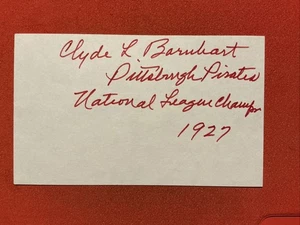 Clyde L. Barnhart
Pittsburgh Pirates
National League Champs
1927